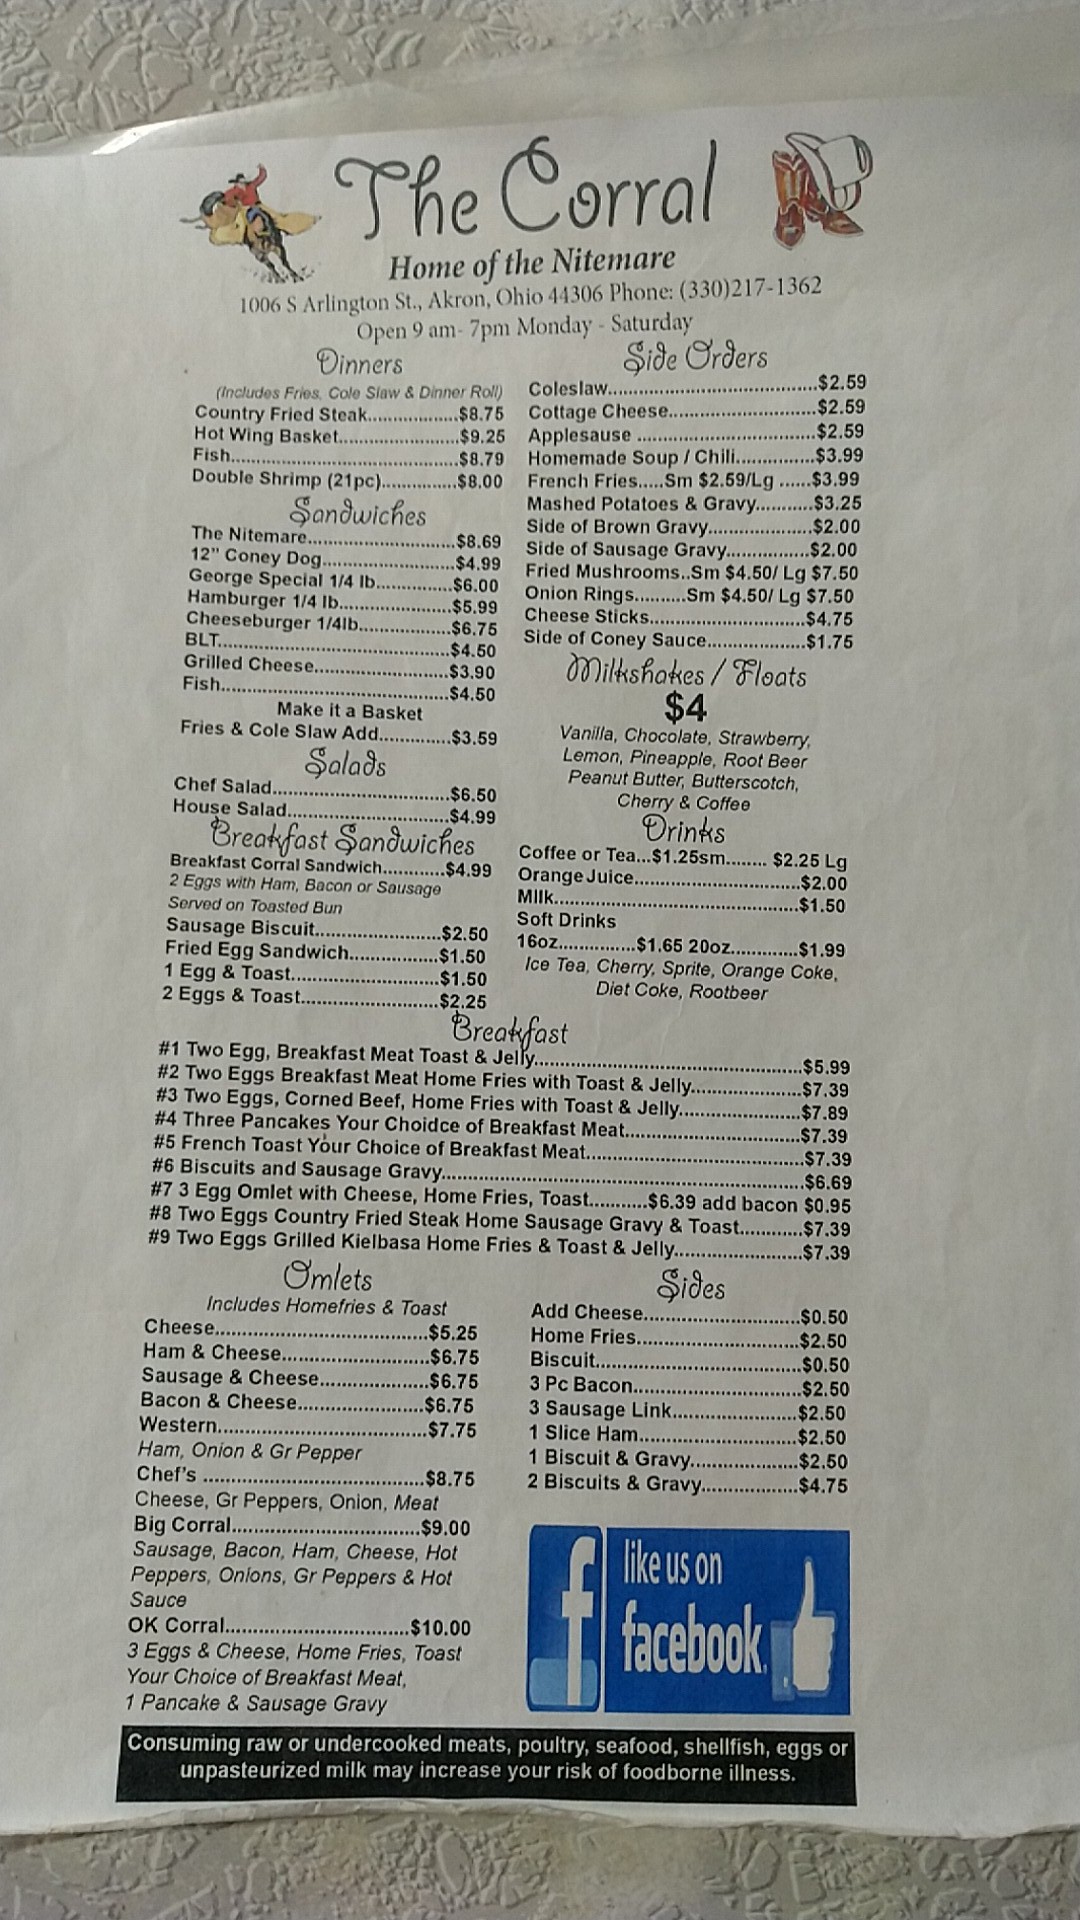 The Corral
Home of the Nitemare
1006 S Arlington St., Akron, Ohio 44306 Phone: (330)217-1362
Open 9 am- 7pm Monday - Saturday
Dinners
(Includes Fries, Cole Slaw & Dinner Roll)
Country Fried Steak..................$8.75
Hot Wing Basket........................$9.25
Fish..............................................$8.79
Double Shrimp (21pc)...............$8.00
Sandwiches
The Nitemare..............................$8.69
12" Coney Dog...........................$4.99
George Special 1/4 lb...............$6.00
Hamburger 1/4 lb.......................$5.99
Cheeseburger 1/4lb...................$6.75
BLT...............................................$4.50
Grilled Cheese...........................$3.90
Fish..............................................$4.50
Make it a Basket
Fries & Cole Slaw Add..............$3.59
Salads
Chef Salad...................................$6.50
House Salad................................$4.99
Breakfast Sandwiches
Breakfast Corral Sandwich............$4.99
2 Eggs with Ham, Bacon or Sausage
Served on Toasted Bun
Sausage Biscuit.........................$2.50
Fried Egg Sandwich..................$1.50
1 Egg & Toast.............................$1.50
2 Eggs & Toast...........................$2.25
Side Orders
Coleslaw.........................................$2.59
Cottage Cheese.............................$2.59
Applesause ...................................$2.59
Homemade Soup / Chili...............$3.99
French Fries.....Sm $2.59/Lg ......$3.99
Mashed Potatoes & Gravy...........$3.25
Side of Brown Gravy....................$2.00
Side of Sausage Gravy................$2.00
Fried Mushrooms..Sm $4.50/ Lg $7.50
Onion Rings..........Sm $4.50/ Lg $7.50
Cheese Sticks...............................$4.75
Side of Coney Sauce...................$1.75
Milkshakes / Floats
$4
Vanilla, Chocolate, Strawberry,
Lemon, Pineapple, Root Beer
Peanut Butter, Butterscotch,
Cherry & Coffee
Drinks
Coffee or Tea...$1.25sm........ $2.25 Lg
Orange Juice................................$2.00
MIlk................................................$1.50
Soft Drinks
16oz...............$1.65 20oz.............$1.99
Ice Tea, Cherry, Sprite, Orange Coke,
Diet Coke, Rootbeer
Breakfast
#1 Two Egg, Breakfast Meat Toast & Jelly.....................................................$5.99
#2 Two Eggs Breakfast Meat Home Fries with Toast & Jelly......................$7.39
#3 Two Eggs, Corned Beef, Home Fries with Toast & Jelly........................$7.89
#4 Three Pancakes Your Choidce of Breakfast Meat...................................$7.39
#5 French Toast Your Choice of Breakfast Meat...........................................$7.39
#6 Biscuits and Sausage Gravy.......................................................................$6.69
#7 3 Egg Omlet with Cheese, Home Fries, Toast...........$6.39 add bacon $0.95
#8 Two Eggs Country Fried Steak Home Sausage Gravy & Toast............$7.39
#9 Two Eggs Grilled Kielbasa Home Fries & Toast & Jelly.........................$7.39
Omlets
Includes Homefries & Toast
Cheese..........................................$5.25
Ham & Cheese.............................$6.75
Sausage & Cheese......................$6.75
Bacon & Cheese.........................$6.75
Western.........................................$7.75
Ham, Onion & Gr Pepper
Chef's ...........................................$8.75
Cheese, Gr Peppers, Onion, Meat
Big Corral.....................................$9.00
Sausage, Bacon, Ham, Cheese, Hot
Peppers, Onions, Gr Peppers & Hot
Sauce
OK Corral....................................$10.00
3 Eggs & Cheese, Home Fries, Toast
Your Choice of Breakfast Meat,
1 Pancake & Sausage Gravy
Sides
Add Cheese...............................$0.50
Home Fries................................$2.50
Biscuit........................................$0.50
3 Pc Bacon.................................$2.50
3 Sausage Link.........................$2.50
1 Slice Ham...............................$2.50
1 Biscuit & Gravy.....................$2.50
2 Biscuits & Gravy...................$4.75
f
like us on
facebook.
Consuming raw or undercooked meats, poultry, seafood, shellfish, eggs or
unpasteurized milk may increase your risk of foodborne illness.